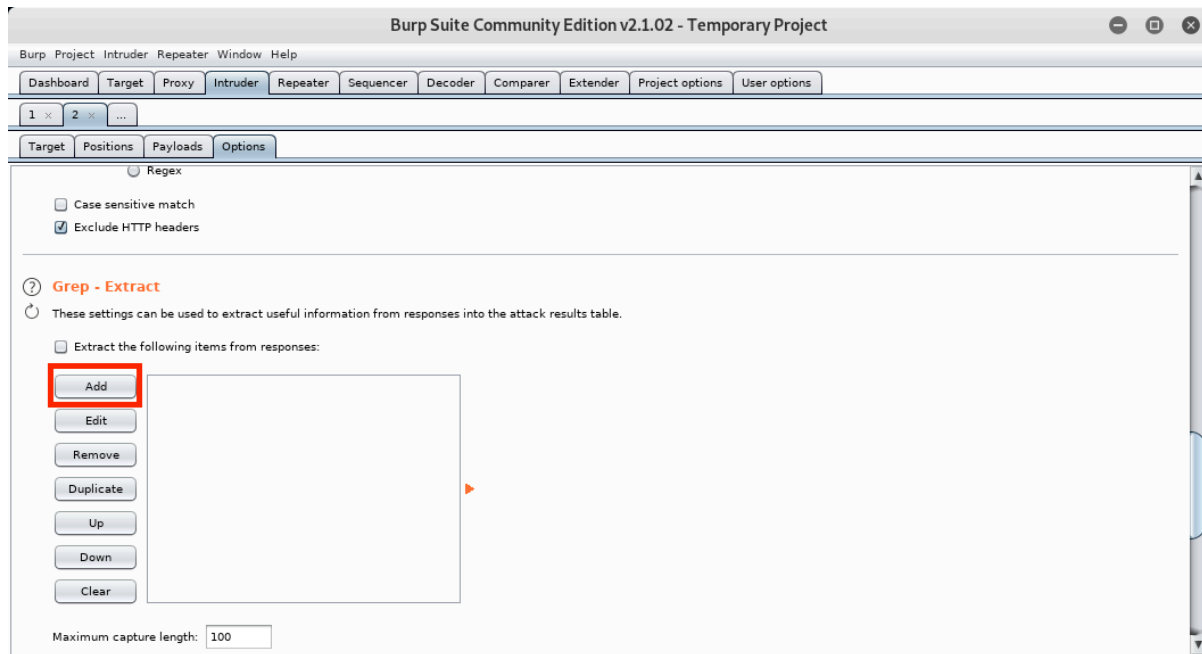 Burp Suite Community Edition v2.1.02 - Temporary Project
Burp Project Intruder Repeater Window Help
Dashboard Target Proxy Intruder Repeater Sequencer Decoder Comparer Extender Project options User options
1 × 2 × ...
Target Positions Payloads Options
Regex
Case sensitive match
Exclude HTTP headers
? Grep - Extract
These settings can be used to extract useful information from responses into the attack results table.
Extract the following items from responses:
Add
Edit
Remove
Duplicate
Up
Down
Clear
Maximum capture length: 100